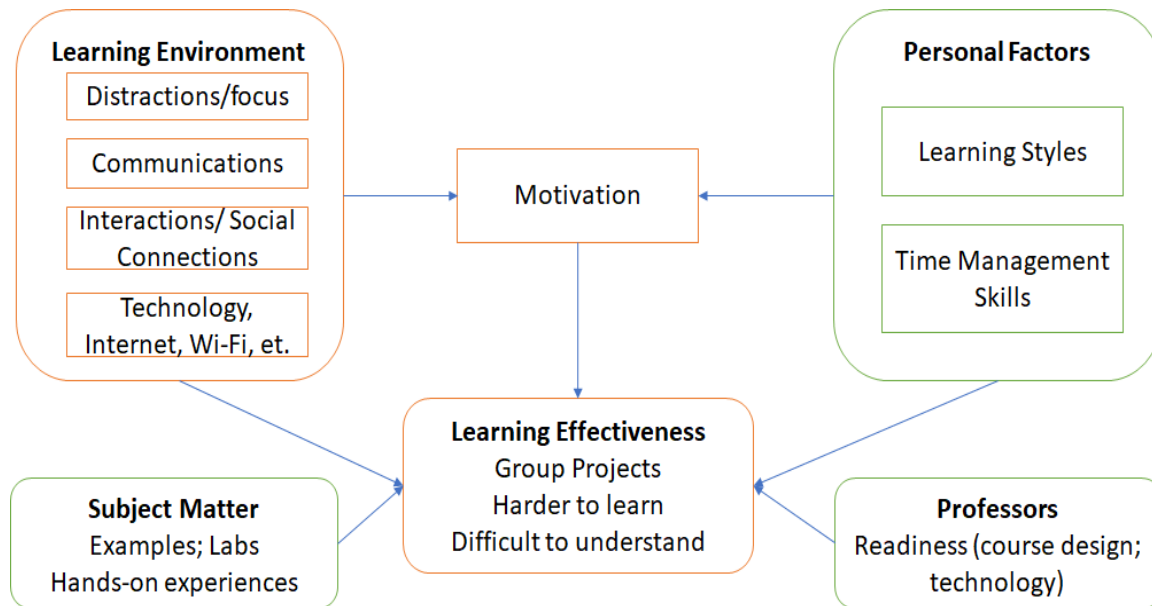 Learning Environment
Distractions/focus
Communications
Interactions/ Social
Connections
Technology,
Internet, Wi-Fi, et.
Motivation
Personal Factors
Learning Styles
Time Management
Skills
Learning Effectiveness
Group Projects
Harder to learn
Difficult to understand
Subject Matter
Examples; Labs
Hands-on experiences
Professors
Readiness (course design;
technology)